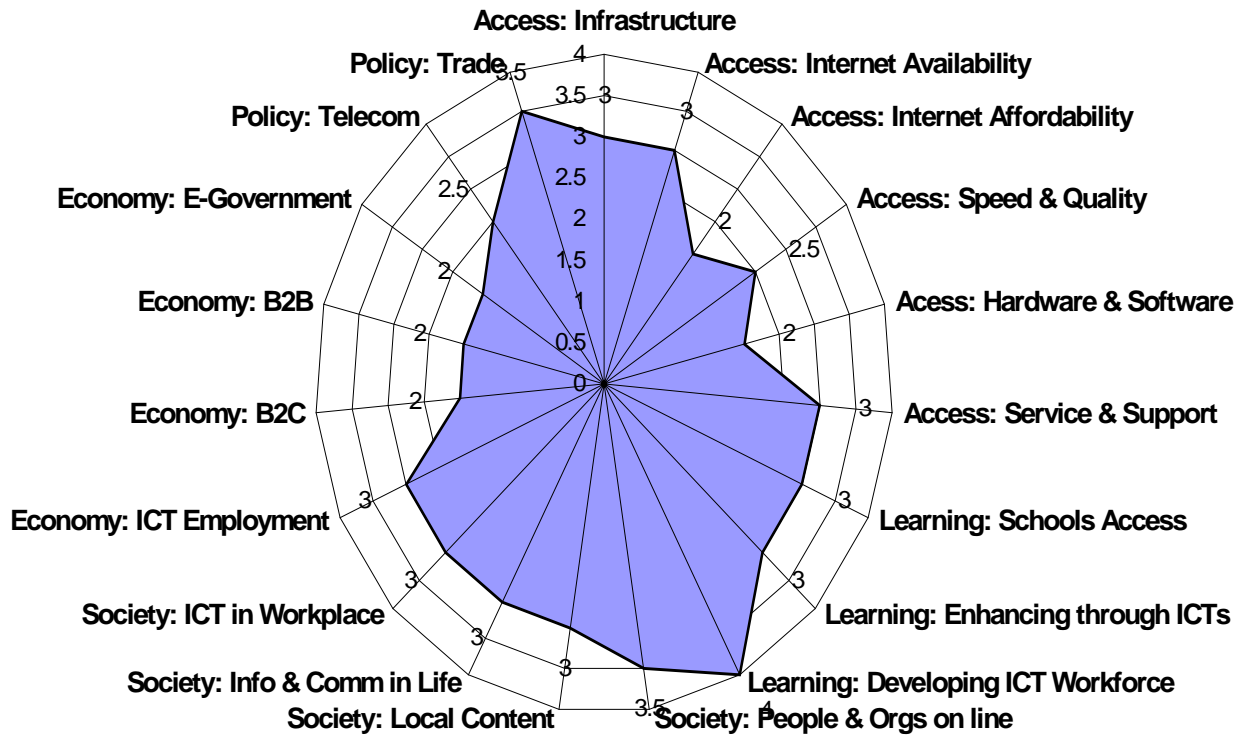 Access: Infrastructure
4
Policy: Trade
3.5
Access: Internet Availability
3.5
3
3
Policy: Telecom
Access: Internet Affordability
3
2.5
2.5
Economy: E-Government
Access: Speed & Quality
2
2
2.5
1.5
2
Economy: B2B
1
Acess: Hardware & Software
2
2
0.5
0
Economy: B2C
2
3
Access: Service & Support
Economy: ICT Employment
3
3
Learning: Schools Access
Society: ICT in Workplace
3
3
Learning: Enhancing through ICTs
3
Society: Info & Comm in Life
3
Learning: Developing ICT Workforce
Society: Local Content
3.5
4
Society: People & Orgs on line